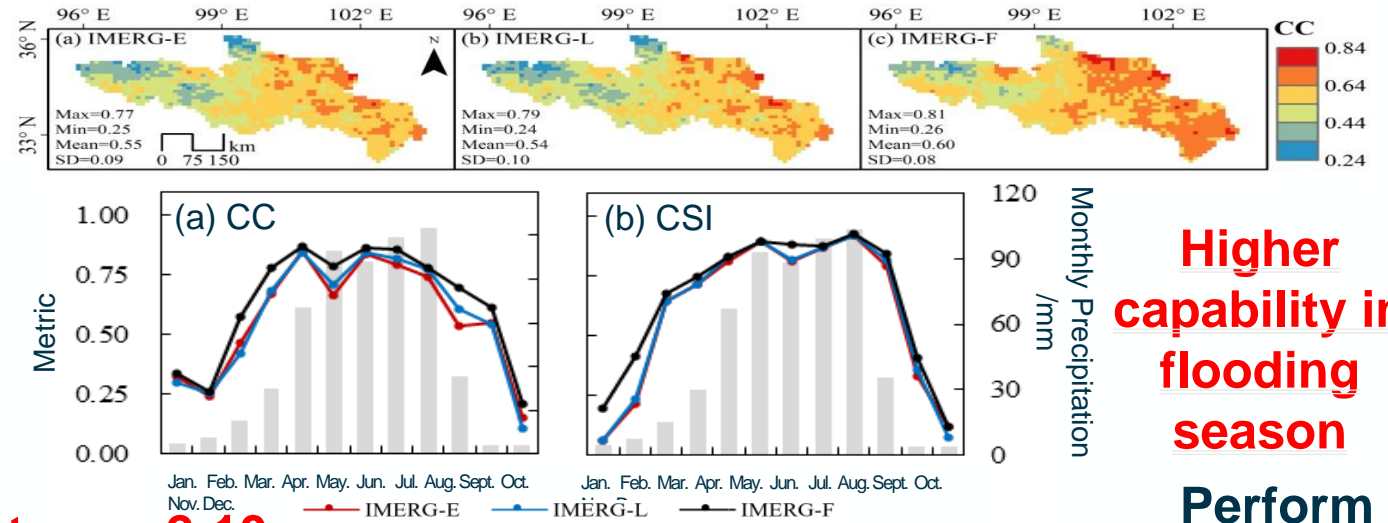 96° E 99° E 102° E 96° E 99° E 102° E 96° E 99° E 102° E
36° N
33° N
(a) IMERG-E
N
Max=0.77
Min=0.25
Mean=0.55
SD=0.09
km
0 75 150
(b) IMERG-L
Max=0.79
Min=0.24
Mean=0.54
SD=0.10
(c) IMERG-F
Max=0.81
Min=0.26
Mean=0.60
SD=0.08
CC
0.84
0.64
0.44
0.24
(a) CC
Metric
1.00
0.75
0.50
0.25
0.00
Jan. Feb. Mar. Apr. May. Jun. Jul. Aug. Sept. Oct.
Nov. Dec.
(b) CSI
120
90
60
30
0
Monthly Precipitation
/mm
Jan. Feb. Mar. Apr. May. Jun. Jul. Aug. Sept. Oct.
IMERG-E IMERG-L IMERG-F
Higher
capability in
flooding
season
Perform